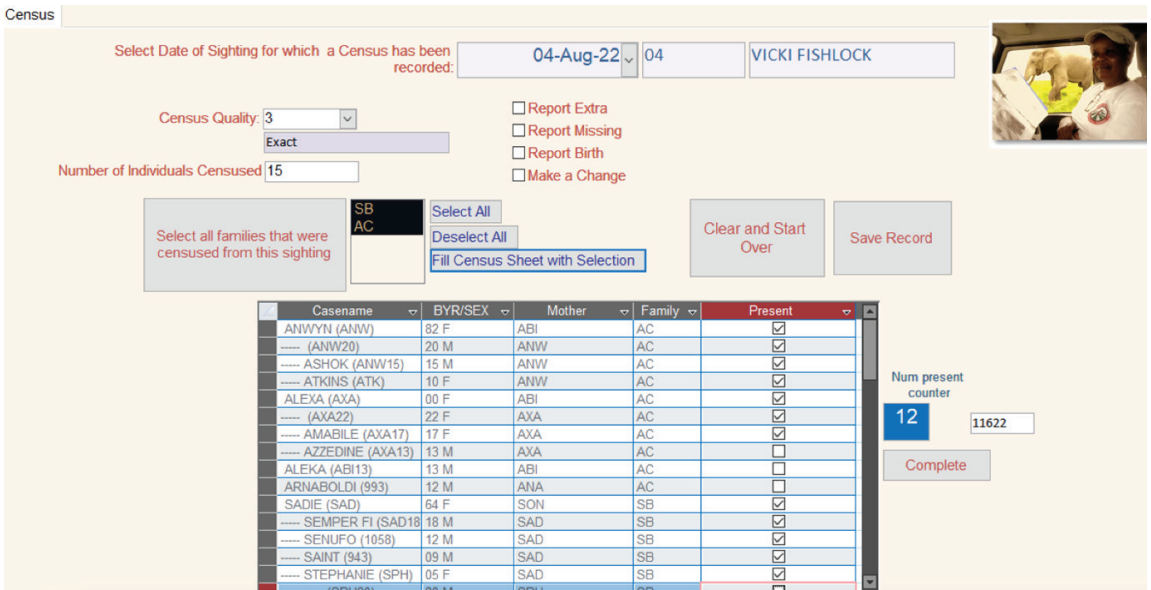 Census
Select Date of Sighting for which a Census has been
recorded:
04-Aug-22 04 VICKI FISHLOCK
Census Quality: 3
Exact
Number of Individuals Censused 15
Report Extra
Report Missing
Report Birth
Make a Change
Select all families that were
censused from this sighting
SB
AC
Select All
Deselect All
Fill Census Sheet with Selection
Clear and Start
Over
Save Record
Casename BYR/SEX Mother Family Present
ANWYN (ANW) 82 F ABI AC
----- (ANW20) 20 M ANW AC
----- ASHOK (ANW15) 15 M ANW AC
----- ATKINS (ATK) 10 F ANW AC
ALEXA (AXA) 00 F ABI AC
----- (AXA22) 22 F AXA AC
----- AMABILE (AXA17) 17 F AXA AC
----- AZZEDINE (AXA13) 13 M AXA AC
ALEKA (ABI13) 13 M ABI AC
ARNABOLDI (993) 12 M ANA AC
SADIE (SAD) 64 F SON SB
----- SEMPER FI (SAD18 18 M SAD SB
----- SENUFO (1058) 12 M SAD SB
----- SAINT (943) 09 M SAD SB
----- STEPHANIE (SPH) 05 F SAD SB
Num present
counter
12
11622
Complete